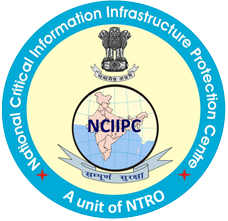 National Critical Information Infrastructure Protection Centre
सत्यमेव जयते
NCIIPC
सम्पूर्ण सुरक्षा
A unit of NTRO